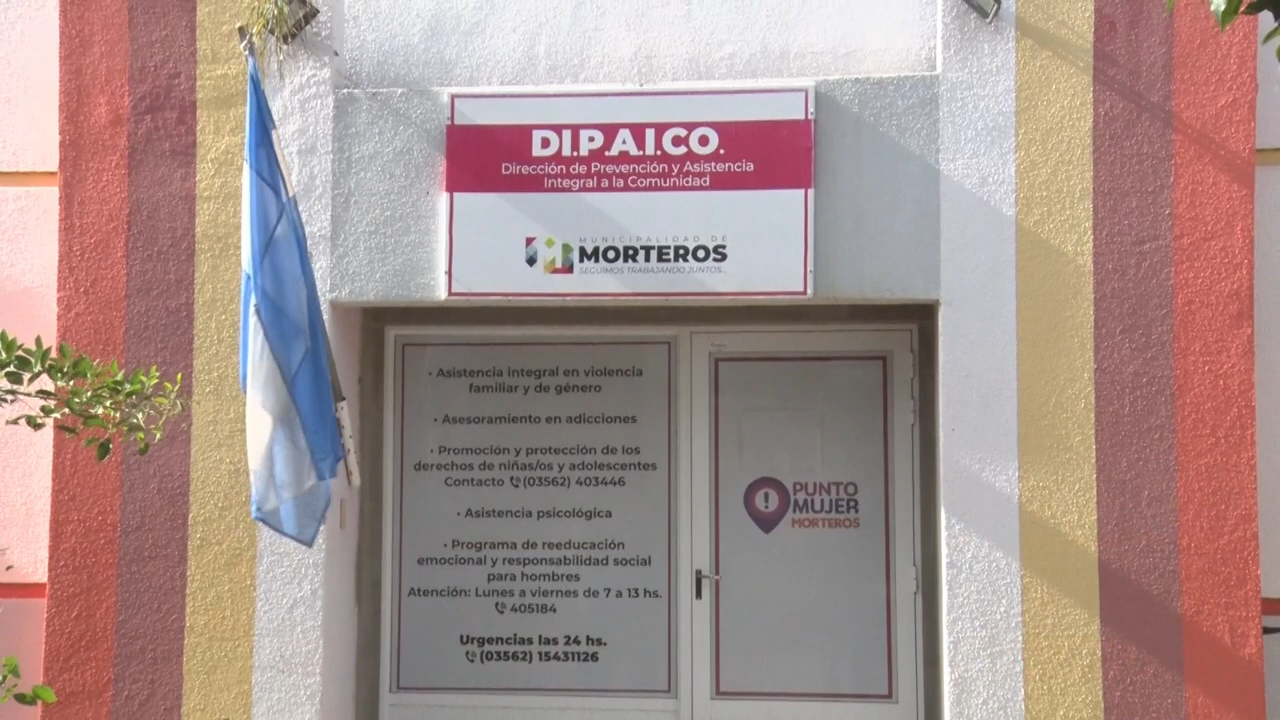 DI.P.A.I.CO.
Dirección de Prevención y Asistencia
Integral a la Comunidad
MUNICIPALIDAD DE
MORTEROS
SEGUIMOS TRABAJANDO JUNTOS...
• Asistencia integral en violencia
familiar y de género
• Asesoramiento en adicciones
• Promoción y protección de los
derechos de niñas/os y adolescentes
Contacto (03562) 403446
• Asistencia psicológica
• Programa de reeducación
emocional y responsabilidad social
para hombres
Atención: Lunes a viernes de 7 a 13 hs.
405184
Urgencias las 24 hs.
(03562) 15431126
PUNTO
MUJER
MORTEROS